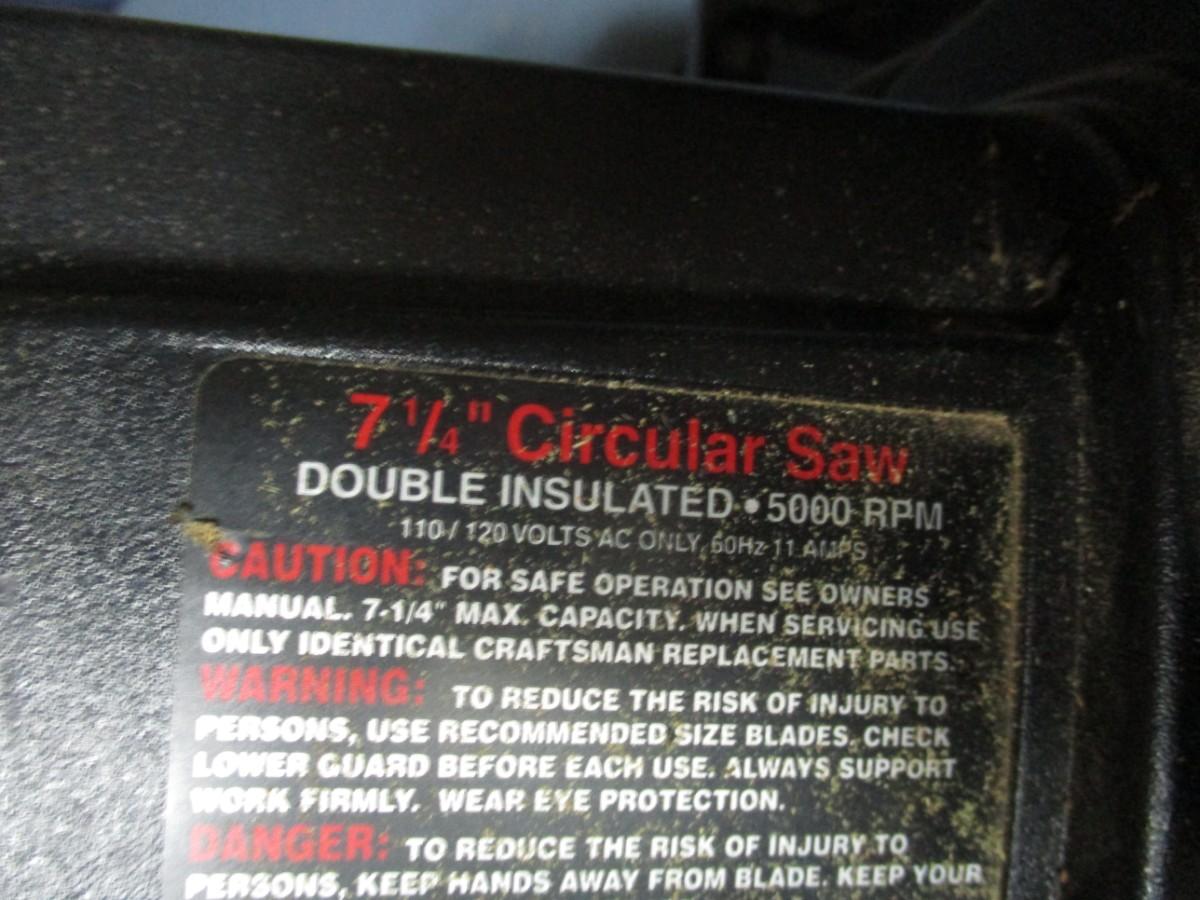 7 1/4" Circular Saw
DOUBLE INSULATED • 5000 RPM
110 / 120 VOLTS AC ONLY, 60Hz 11 AMPS
CAUTION: FOR SAFE OPERATION SEE OWNERS
MANUAL. 7-1/4" MAX. CAPACITY. WHEN SERVICING USE
ONLY IDENTICAL CRAFTSMAN REPLACEMENT PARTS.
WARNING: TO REDUCE THE RISK OF INJURY TO
PERSONS, USE RECOMMENDED SIZE BLADES. CHECK
LOWER GUARD BEFORE EACH USE. ALWAYS SUPPORT
WORK FIRMLY. WEAR EYE PROTECTION.
DANGER: TO REDUCE THE RISK OF INJURY TO
PERSONS, KEEP HANDS AWAY FROM BLADE. KEEP YOUR